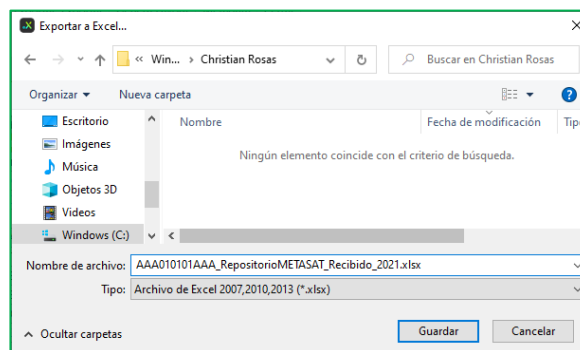 Exportar a Excel...
« Win... › Christian Rosas
Buscar en Christian Rosas
Organizar
Nueva carpeta
Escritorio
Imágenes
Música
Objetos 3D
Videos
Windows (C:)
Nombre
Fecha de modificación
Tipo
Ningún elemento coincide con el criterio de búsqueda.
Nombre de archivo: AAA010101AAA_RepositorioMETASAT_Recibido_2021.xlsx
Tipo: Archivo de Excel 2007,2010,2013 (*.xlsx)
Ocultar carpetas
Guardar
Cancelar